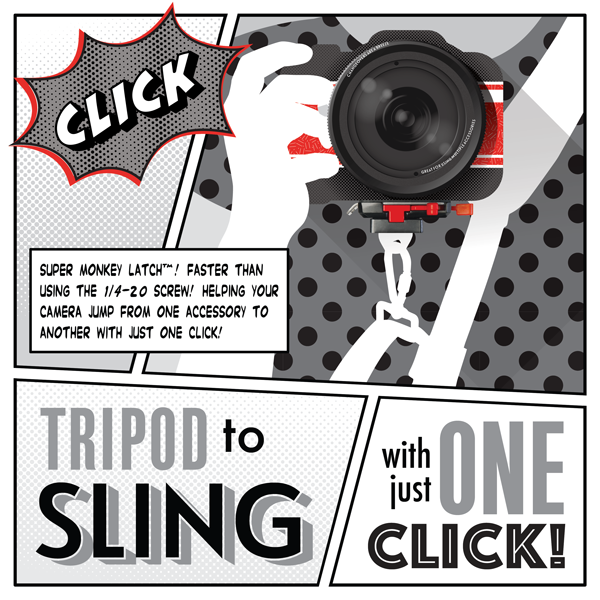 CLICK
SUPER MONKEY LATCH™! FASTER THAN
USING THE 1/4-20 SCREW! HELPING YOUR
CAMERA JUMP FROM ONE ACCESSORY TO
ANOTHER WITH JUST ONE CLICK!
TRIPOD to
SLING
with
just ONE
CLICK!